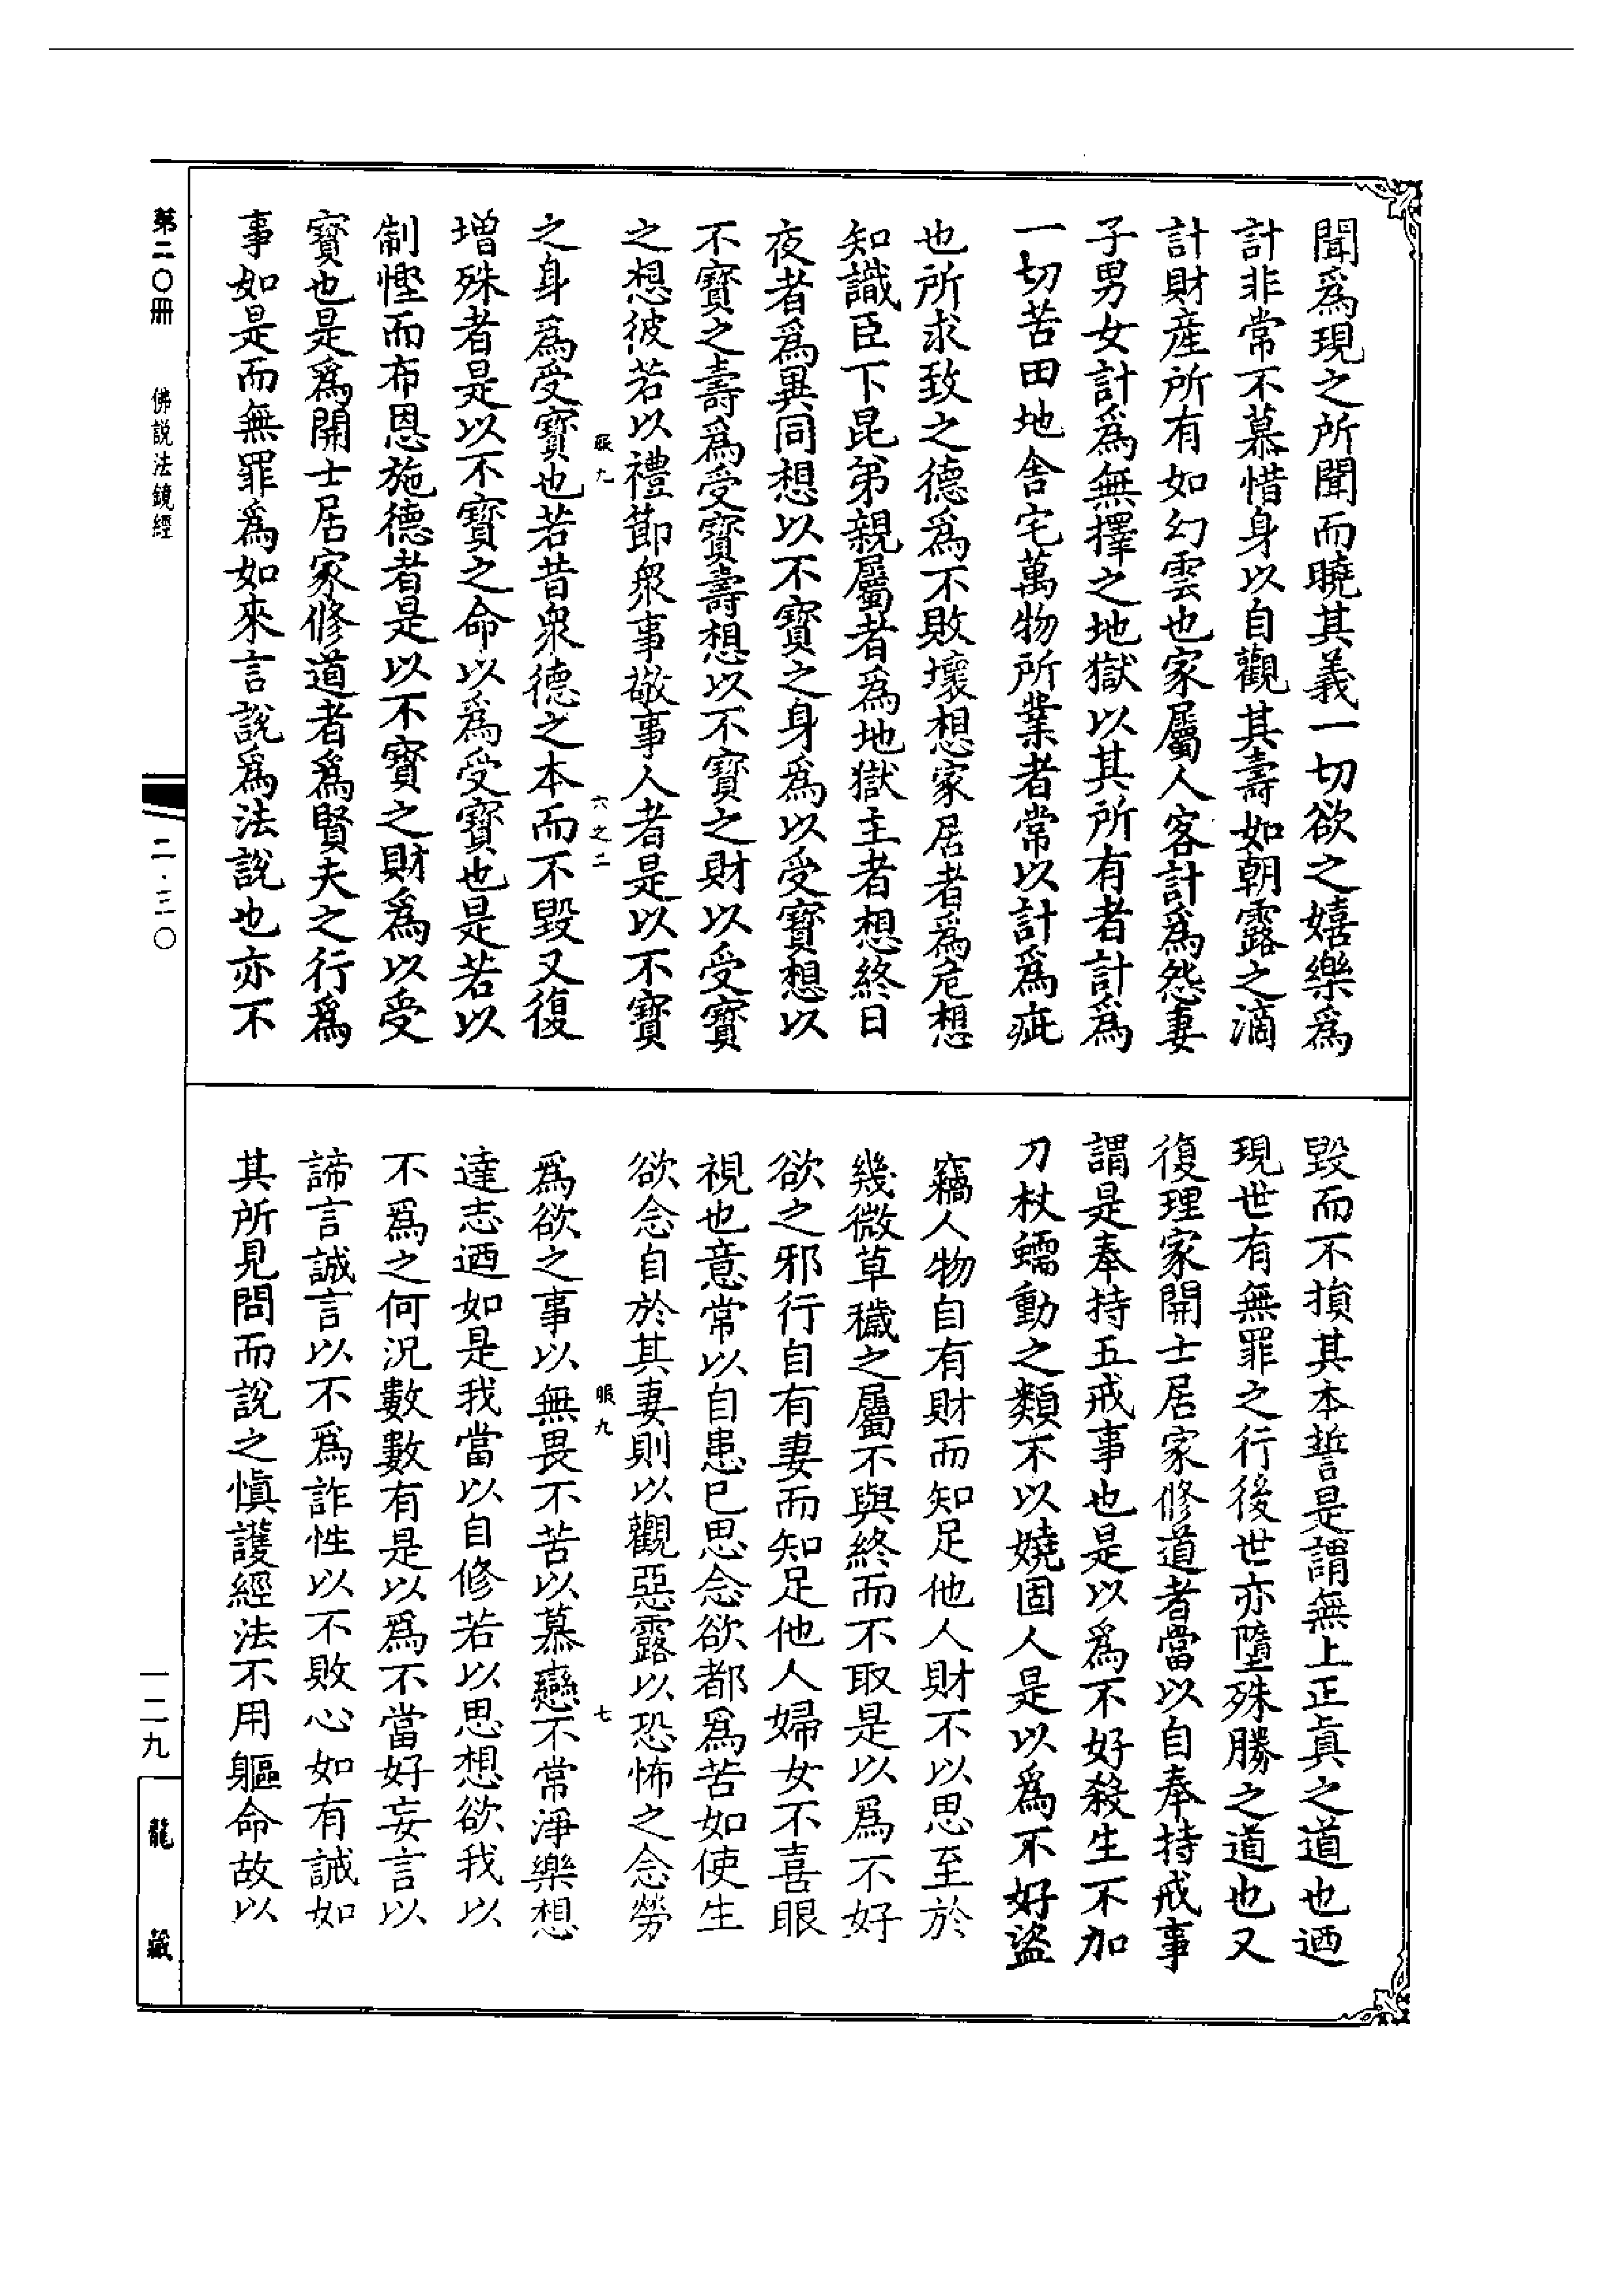 聞爲現之所聞而曉其義一切欲之嬉樂爲
計非常不慕惜身以自觀其壽如朝露之滴
計財産所有如幻雲也家屬人客計爲怨妻
子男女計爲無擇之地獄以其所有者計爲
一切苦田地舍宅萬物所業者常以計爲疵
也所求致之德爲不敗壞想家居者爲危想
知識臣下昆弟親屬者爲地獄主者想終日
夜者爲異同想以不寶之身爲以受寶想以
不寶之壽爲受寶壽想以不寶之財以受寶
之想彼若以禮節衆事敬事人者是以不寶
眼九
六之二
之身爲受寶也若昔衆德之本而不毀又復
增殊者是以不寶之命以爲受寶也是若以
制慳而布恩施德者是以不寶之財爲以受
寶也是爲開士居家修道者爲賢夫之行爲
事如是而無罪爲如來言說爲法說也亦不
毀而不損其本誓是謂無上正眞之道也迺
現世有無罪之行後世亦墮殊勝之道也又
復理家開士居家修道者當以自奉持戒事
謂是奉持五戒事也是以爲不好殺生不加
刀杖蠕動之類不以嬈固人是以爲不好盜
竊人物自有財而知足他人財不以思至於
幾微草穢之屬不與終而不取是以爲不好
欲之邪行自有妻而知足他人婦女不喜眼
視也意常以自患已思念欲都爲苦如使生
欲念自於其妻則以觀惡露以恐怖之念勞
眼九
七
爲欲之事以無畏不苦以慕戀不常淨樂想
達志迺如是我當以自修若以思想欲我以
不爲之何況數數有是以爲不當好妄言以
諦言誠言以不爲詐性以不敗心如有誠如
其所見問而說之愼護經法不用軀命故以
第二〇冊
佛說法鏡經
二·三〇
一二九
龍藏